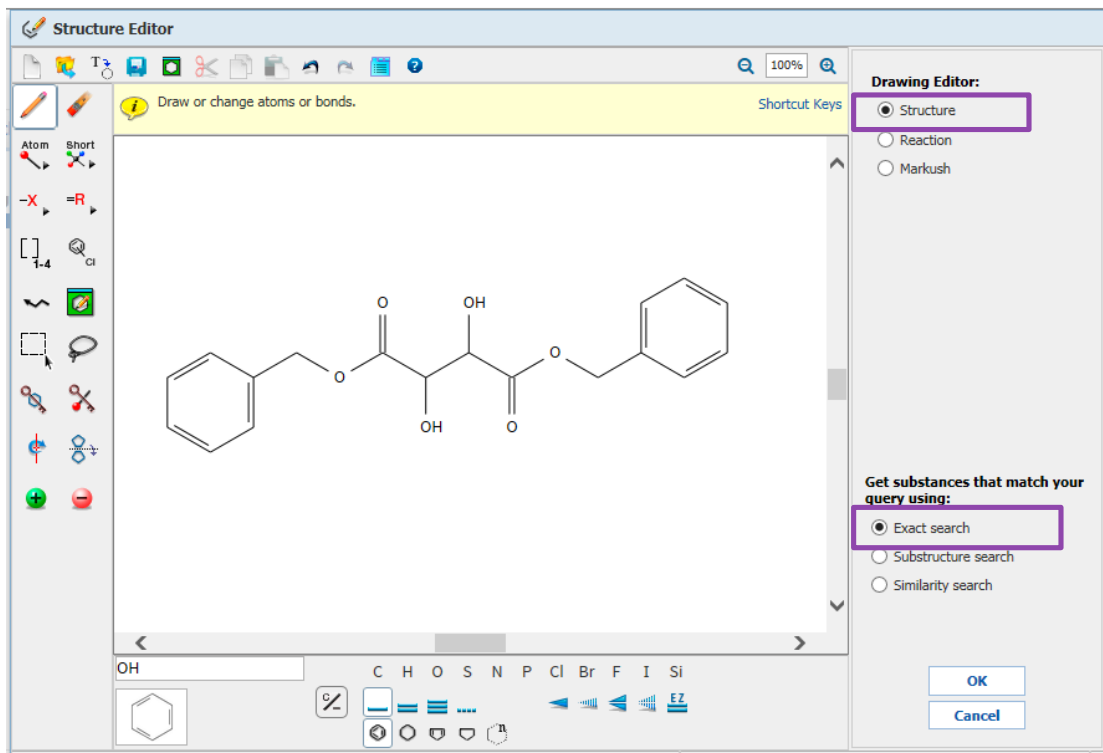 Structure Editor
100%
Draw or change atoms or bonds.
Shortcut Keys
Drawing Editor:
Structure
Reaction
Markush
Atom
Short
-X
=R
[ ]
1-4
Cl
O
OH
O
O
OH
O
Get substances that match your
query using:
Exact search
Substructure search
Similarity search
OH
C H O S N P Cl Br F I Si
C
EZ
n
OK
Cancel